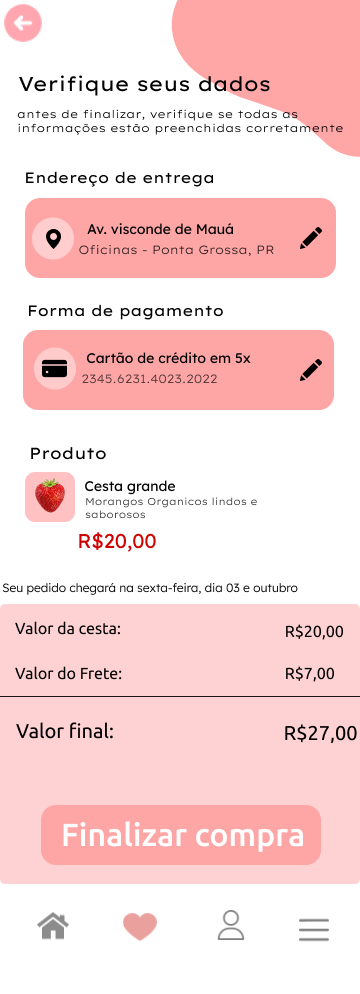 Verifique seus dados
antes de finalizar, verifique se todas as
informações estão preenchidas corretamente
Endereço de entrega
Av. visconde de Mauá
Oficinas - Ponta Grossa, PR
Forma de pagamento
Cartão de crédito em 5x
2345.6231.4023.2022
Produto
Cesta grande
Morangos Organicos lindos e
saborosos
R$20,00
Seu pedido chegará na sexta-feira, dia 03 e outubro
Valor da cesta: R$20,00
Valor do Frete: R$7,00
Valor final: R$27,00
Finalizar compra